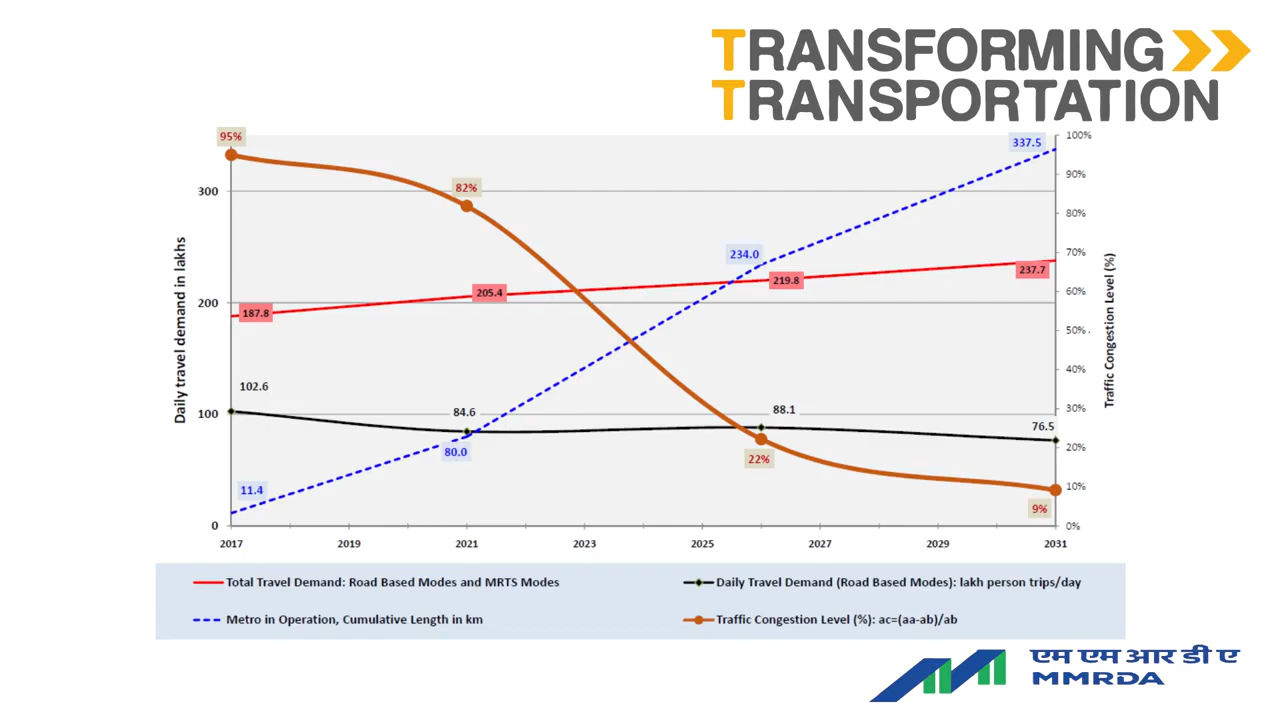 TRANSFORMING
TRANSPORTATION
95%
100%
337.5
90%
300
82%
80%
234.0
70%
237.7
219.8
205.4
60%
200
187.8
50%
40%
102.6
30%
100
84.6
88.1
76.5
80.0
22%
20%
11.4
10%
9%
0
0%
Daily travel demand in lakhs
Traffic Congestion Level (%)
2017 2019 2021 2023 2025 2027 2029 2031
Total Travel Demand: Road Based Modes and MRTS Modes
Daily Travel Demand (Road Based Modes): lakh person trips/day
Metro in Operation, Cumulative Length in km
Traffic Congestion Level (%): ac=(aa-ab)/ab
एम एम आर डी ए
MMRDA